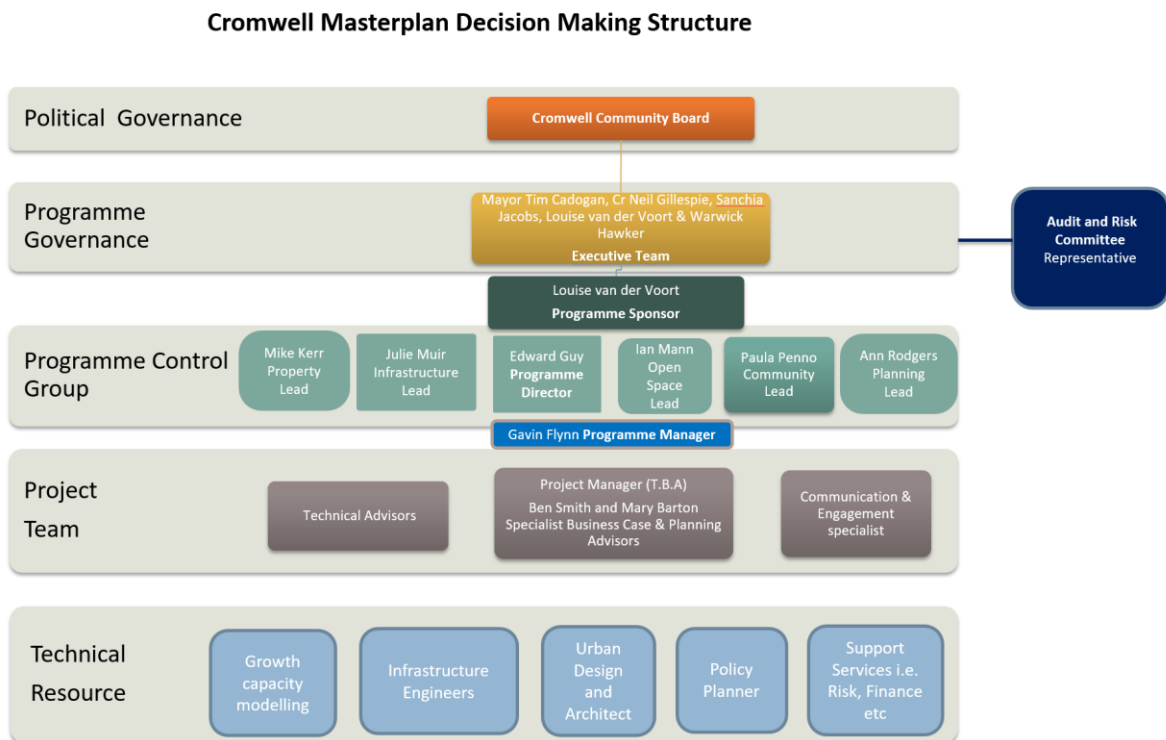 Cromwell Masterplan Decision Making Structure
Political Governance
Cromwell Community Board
Programme
Governance
Mayor Tim Cadogan, Cr Neil Gillespie, Sanchia
Jacobs, Louise van der Voort & Warwick
Hawker
Executive Team
Audit and Risk
Committee
Representative
Louise van der Voort
Programme Sponsor
Programme Control
Group
Mike Kerr
Property
Lead
Julie Muir
Infrastructure
Lead
Edward Guy
Programme
Director
Ian Mann
Open
Space
Lead
Paula Penno
Community
Lead
Ann Rodgers
Planning
Lead
Gavin Flynn Programme Manager
Project
Team
Technical Advisors
Project Manager (T.B.A)
Ben Smith and Mary Barton
Specialist Business Case & Planning
Advisors
Communication &
Engagement
specialist
Technical
Resource
Growth
capacity
modelling
Infrastructure
Engineers
Urban
Design
and
Architect
Policy
Planner
Support
Services i.e.
Risk, Finance
etc